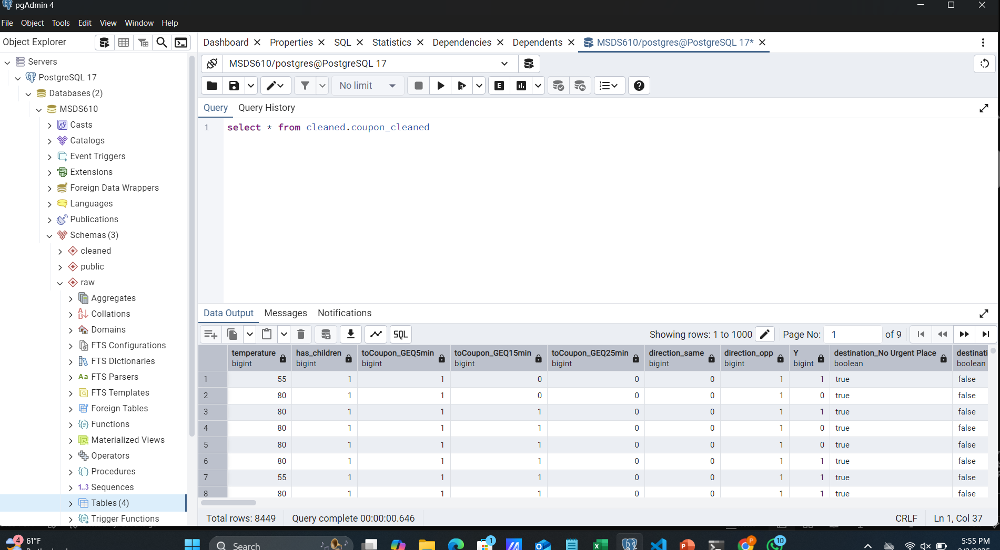 pgAdmin 4
File Object Tools Edit View Window Help
Object Explorer
Dashboard Properties SQL Statistics Dependencies Dependents MSDS610/postgres@PostgreSQL 17*
Servers
PostgreSQL 17
Databases (2)
MSDS610
Casts
Catalogs
Event Triggers
Extensions
Foreign Data Wrappers
Languages
Publications
Schemas (3)
cleaned
public
raw
Aggregates
Collations
Domains
FTS Configurations
FTS Dictionaries
FTS Parsers
FTS Templates
Foreign Tables
Functions
Materialized Views
Operators
Procedures
1..3 Sequences
Tables (4)
Trigger Functions
MSDS610/postgres@PostgreSQL 17
No limit
Query Query History
1 select * from cleaned.coupon_cleaned
Data Output Messages Notifications
SQL Showing rows: 1 to 1000 Page No: 1 of 9
temperature has_children toCoupon_GEQ5min toCoupon_GEQ15min toCoupon_GEQ25min direction_same direction_opp Y destination_No Urgent Place destinati
bigint bigint bigint bigint bigint bigint bigint bigint boolean boolean
1 55 1 1 0 0 0 1 1 true false
2 80 1 1 0 0 0 1 0 true false
3 80 1 1 1 0 0 1 1 true false
4 80 1 1 1 0 0 1 0 true false
5 80 1 1 1 0 0 1 0 true false
6 80 1 1 1 0 0 1 1 true false
7 55 1 1 1 0 0 1 1 true false
8 80 1 1 1 0 0 1 1 true false
Total rows: 8449 Query complete 00:00:00.646 CRLF Ln 1, Col 37
4 61°F
Search
1
10
5:55 PM